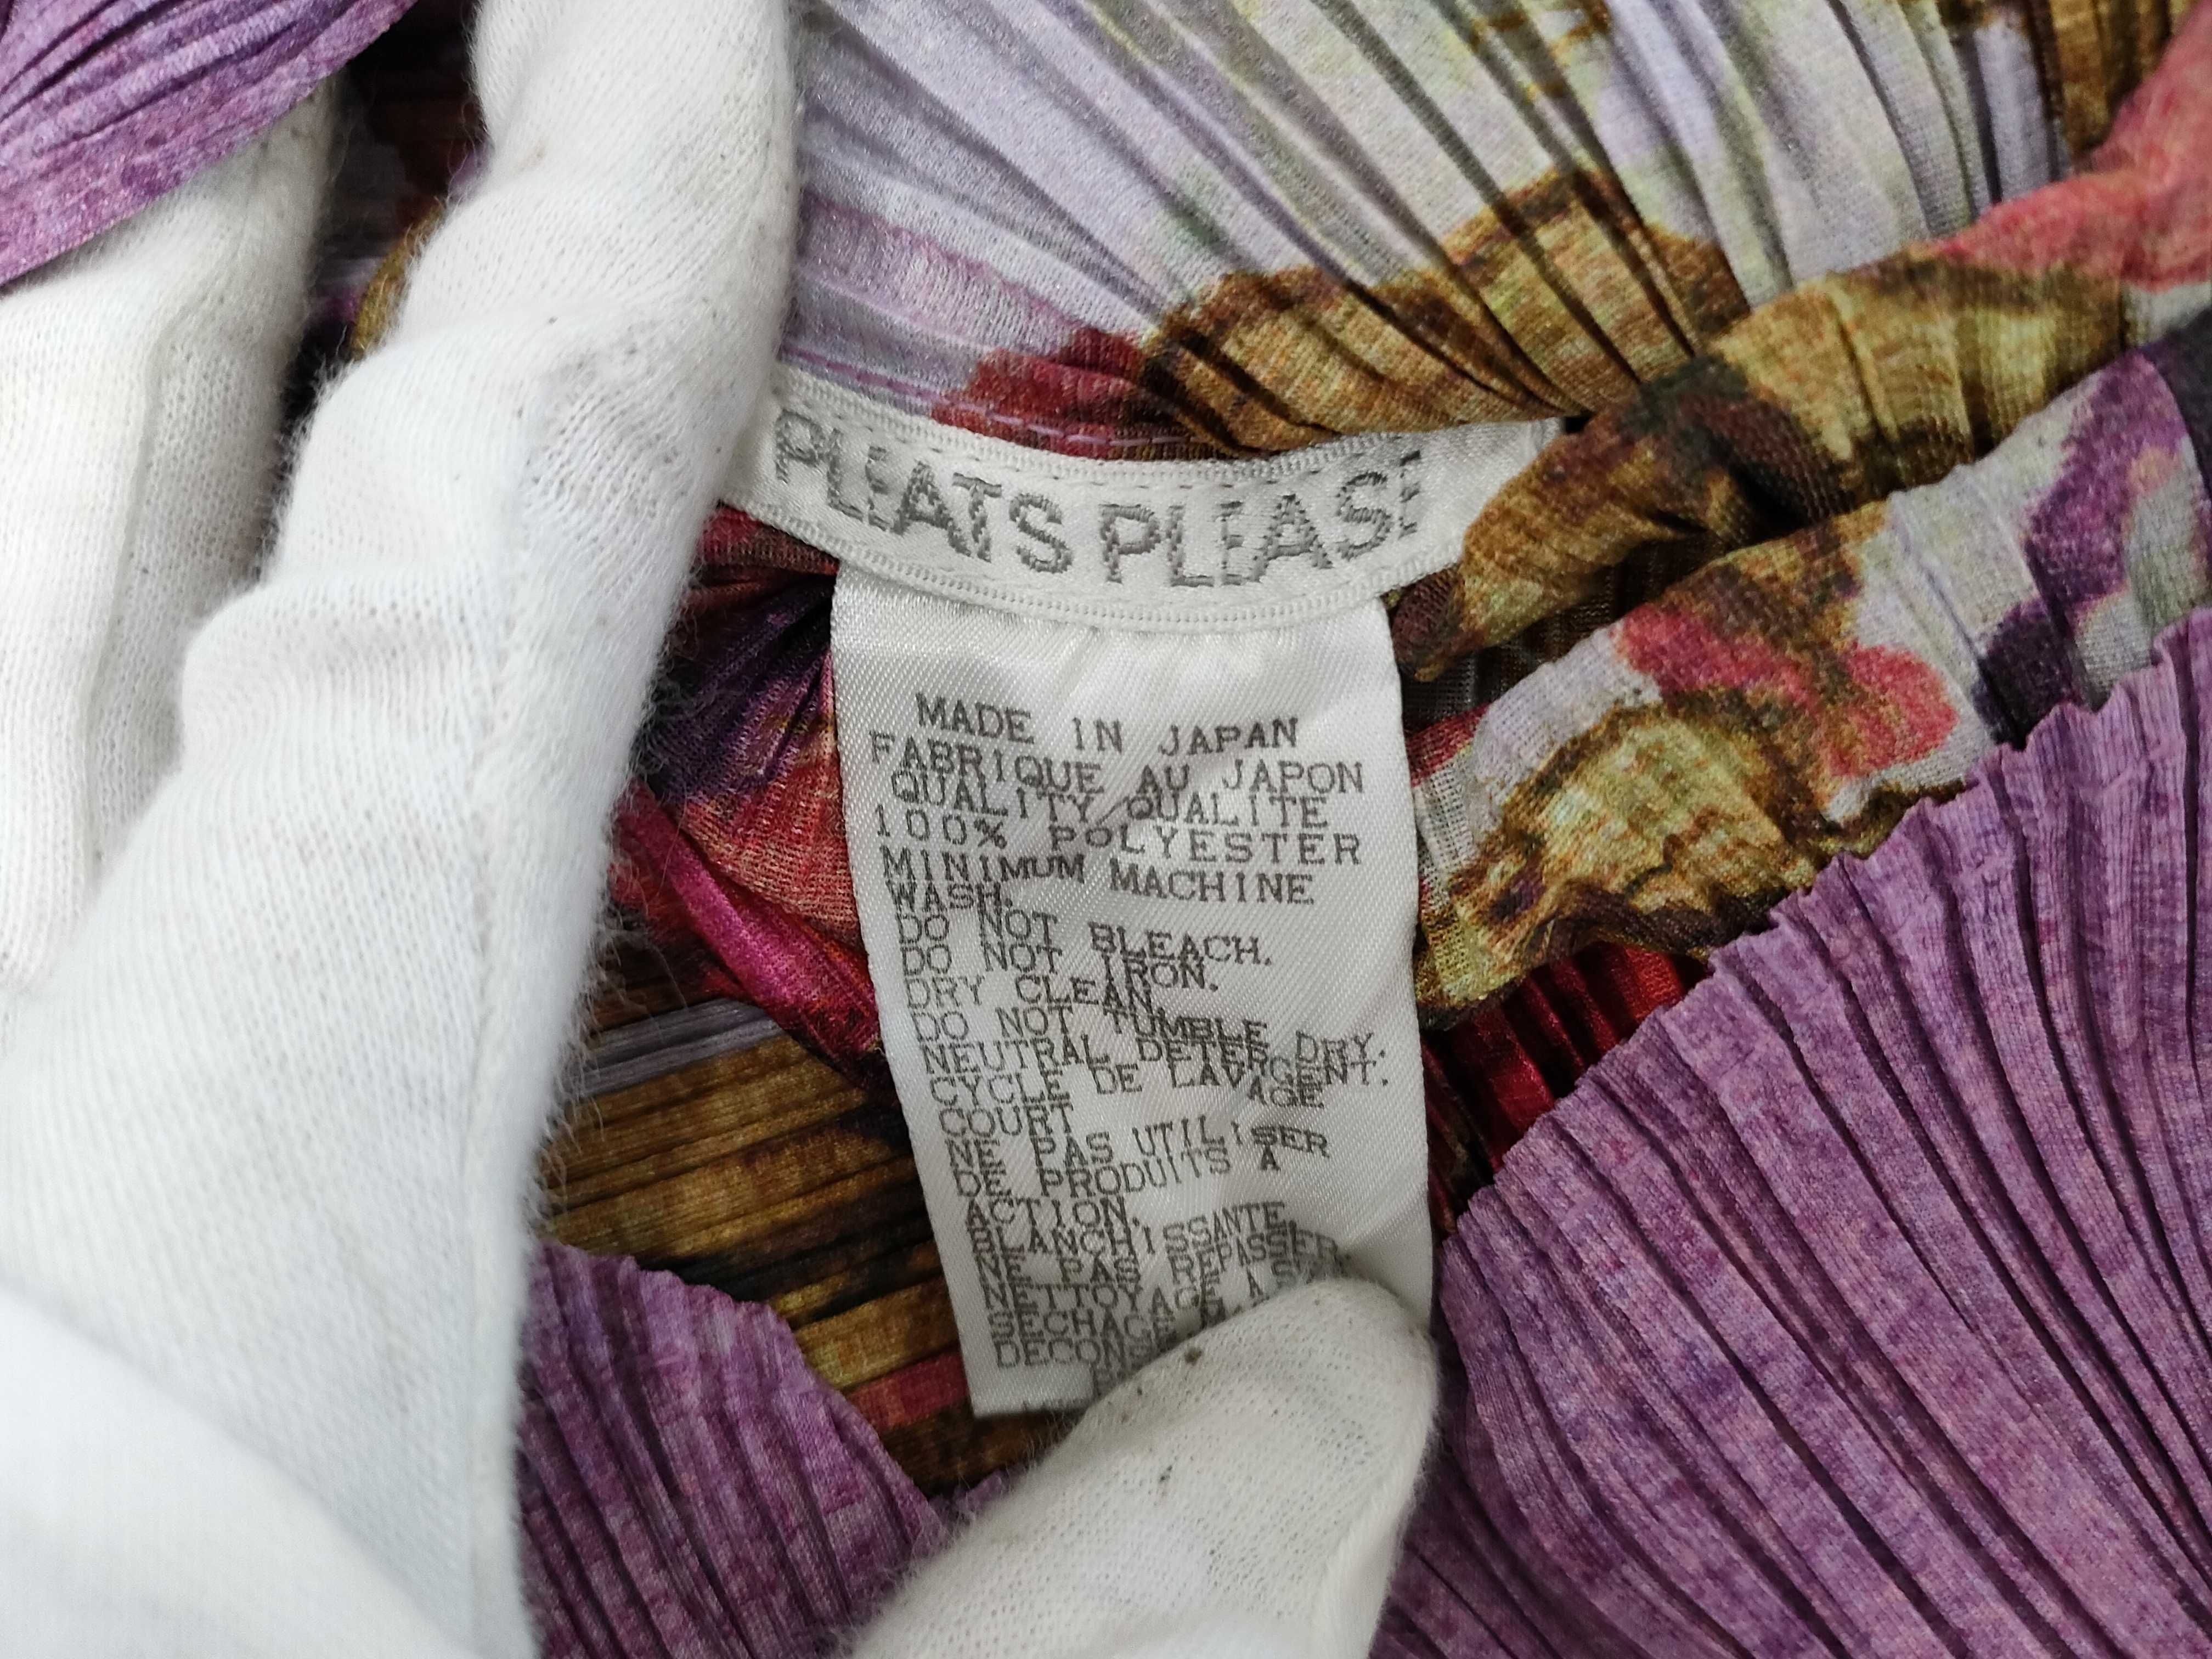 PLEATS PLEASE
MADE IN JAPAN
FABRIQUE AU JAPON
QUALITY/QUALITE
100% POLYESTER
MINIMUM MACHINE
WASH.
DO NOT BLEACH.
DO NOT IRON.
DRY CLEAN.
DO NOT TUMBLE DRY.
NEUTRAL DETERGENT.
CYCLE DE LAVAGE
COURT
NE PAS UTILISER
DE PRODUITS A
ACTION.
BLANCHISSANTE.
NE PAS REPASSER
NETTOYAGE A